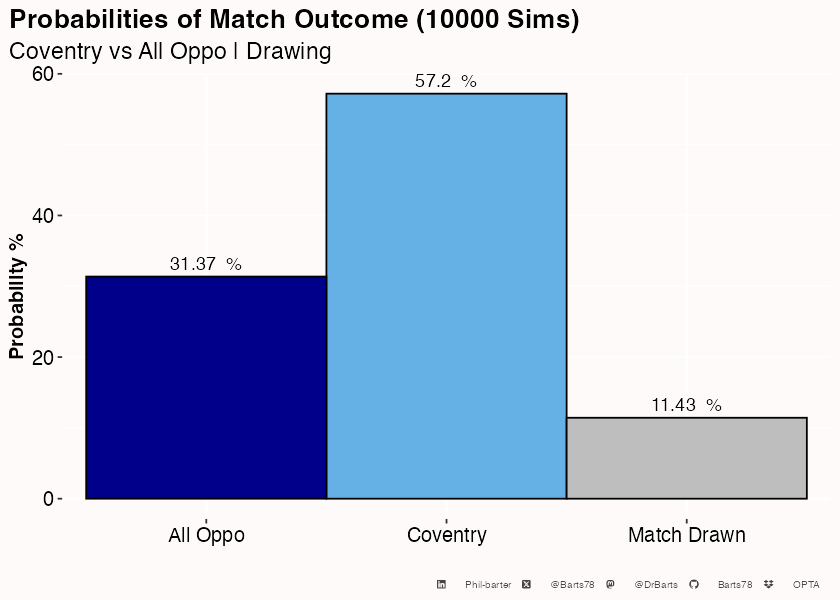 Probabilities of Match Outcome (10000 Sims)
Coventry vs All Oppo | Drawing
60
57.2 %
40
31.37 %
Probability %
20
11.43 %
0
All Oppo Coventry Match Drawn
Phil-barter @Barts78 @DrBarts Barts78 OPTA